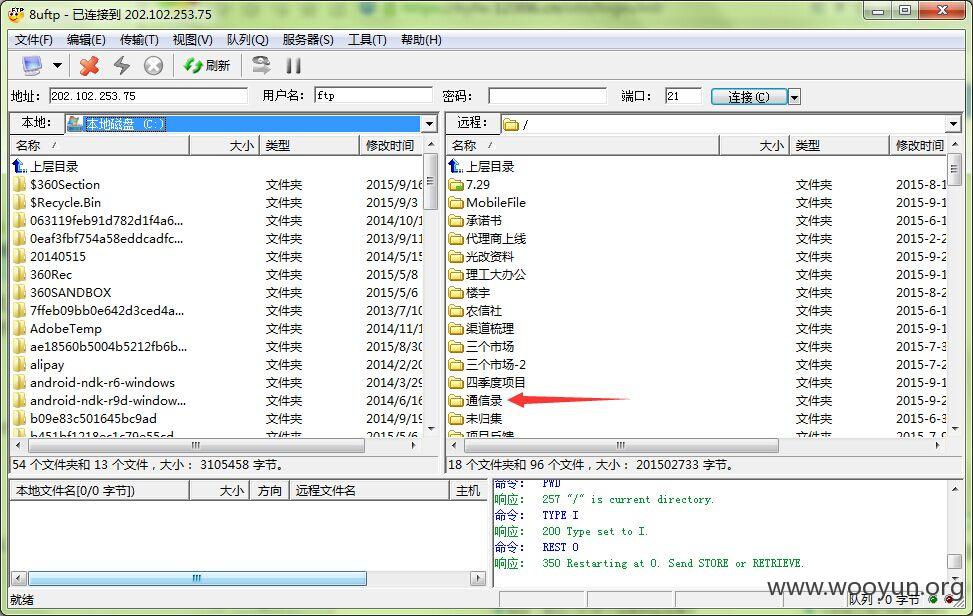 8uftp - 已连接到 202.102.253.75
文件(F) 编辑(E) 传输(T) 视图(V) 队列(Q) 服务器(S) 工具(T) 帮助(H)
刷新
地址: 202.102.253.75 用户名: ftp 密码: 端口: 21 连接(C)
本地: 本地磁盘 (C:)
名称 大小 类型 修改时间
上层目录
$360Section 文件夹 2015/9/16
$Recycle.Bin 文件夹 2015/9/3
063119feb91d782d1f4a6... 文件夹 2014/10/1
0eaf3fbf754a58eddcadfc... 文件夹 2013/9/11
20140515 文件夹 2014/5/15
360Rec 文件夹 2015/5/8
360SANDBOX 文件夹 2015/5/6
7ffeb09bb0e642d3ced4a... 文件夹 2013/7/10
AdobeTemp 文件夹 2014/11/1
ae18560b5004b5212fb6b... 文件夹 2015/8/30
alipay 文件夹 2014/2/20
android-ndk-r6-windows 文件夹 2014/3/29
android-ndk-r9d-window... 文件夹 2014/6/16
b09e83c501645bc9ad 文件夹 2014/9/19
文件夹 2015/5/6
54 个文件夹和 13 个文件，大小： 3105458 字节。
远程: /
名称 大小 类型 修改时间
上层目录
7.29 文件夹 2015-8-1
MobileFile 文件夹 2015-9-1
承诺书 文件夹 2015-6-1
代理商上线 文件夹 2015-2-2
光改资料 文件夹 2015-9-2
理工大办公 文件夹 2015-9-1
楼宇 文件夹 2015-8-2
农信社 文件夹 2015-6-1
渠道梳理 文件夹 2015-9-1
三个市场 文件夹 2015-7-3
三个市场-2 文件夹 2015-7-2
四季度项目 文件夹 2015-9-1
通信录 文件夹 2015-9-2
未归集 文件夹 2015-6-3
项目反馈 文件夹 2015-7-9
18 个文件夹和 96 个文件，大小： 201502733 字节。
本地文件名[0/0 字节]) 大小 方向 远程文件名 主机
命令: PWD
响应: 257 "/" is current directory.
命令: TYPE I
响应: 200 Type set to I.
命令: REST 0
响应: 350 Restarting at 0. Send STORE or RETRIEVE.
就绪
队列：0 字节
www.wooyun.org